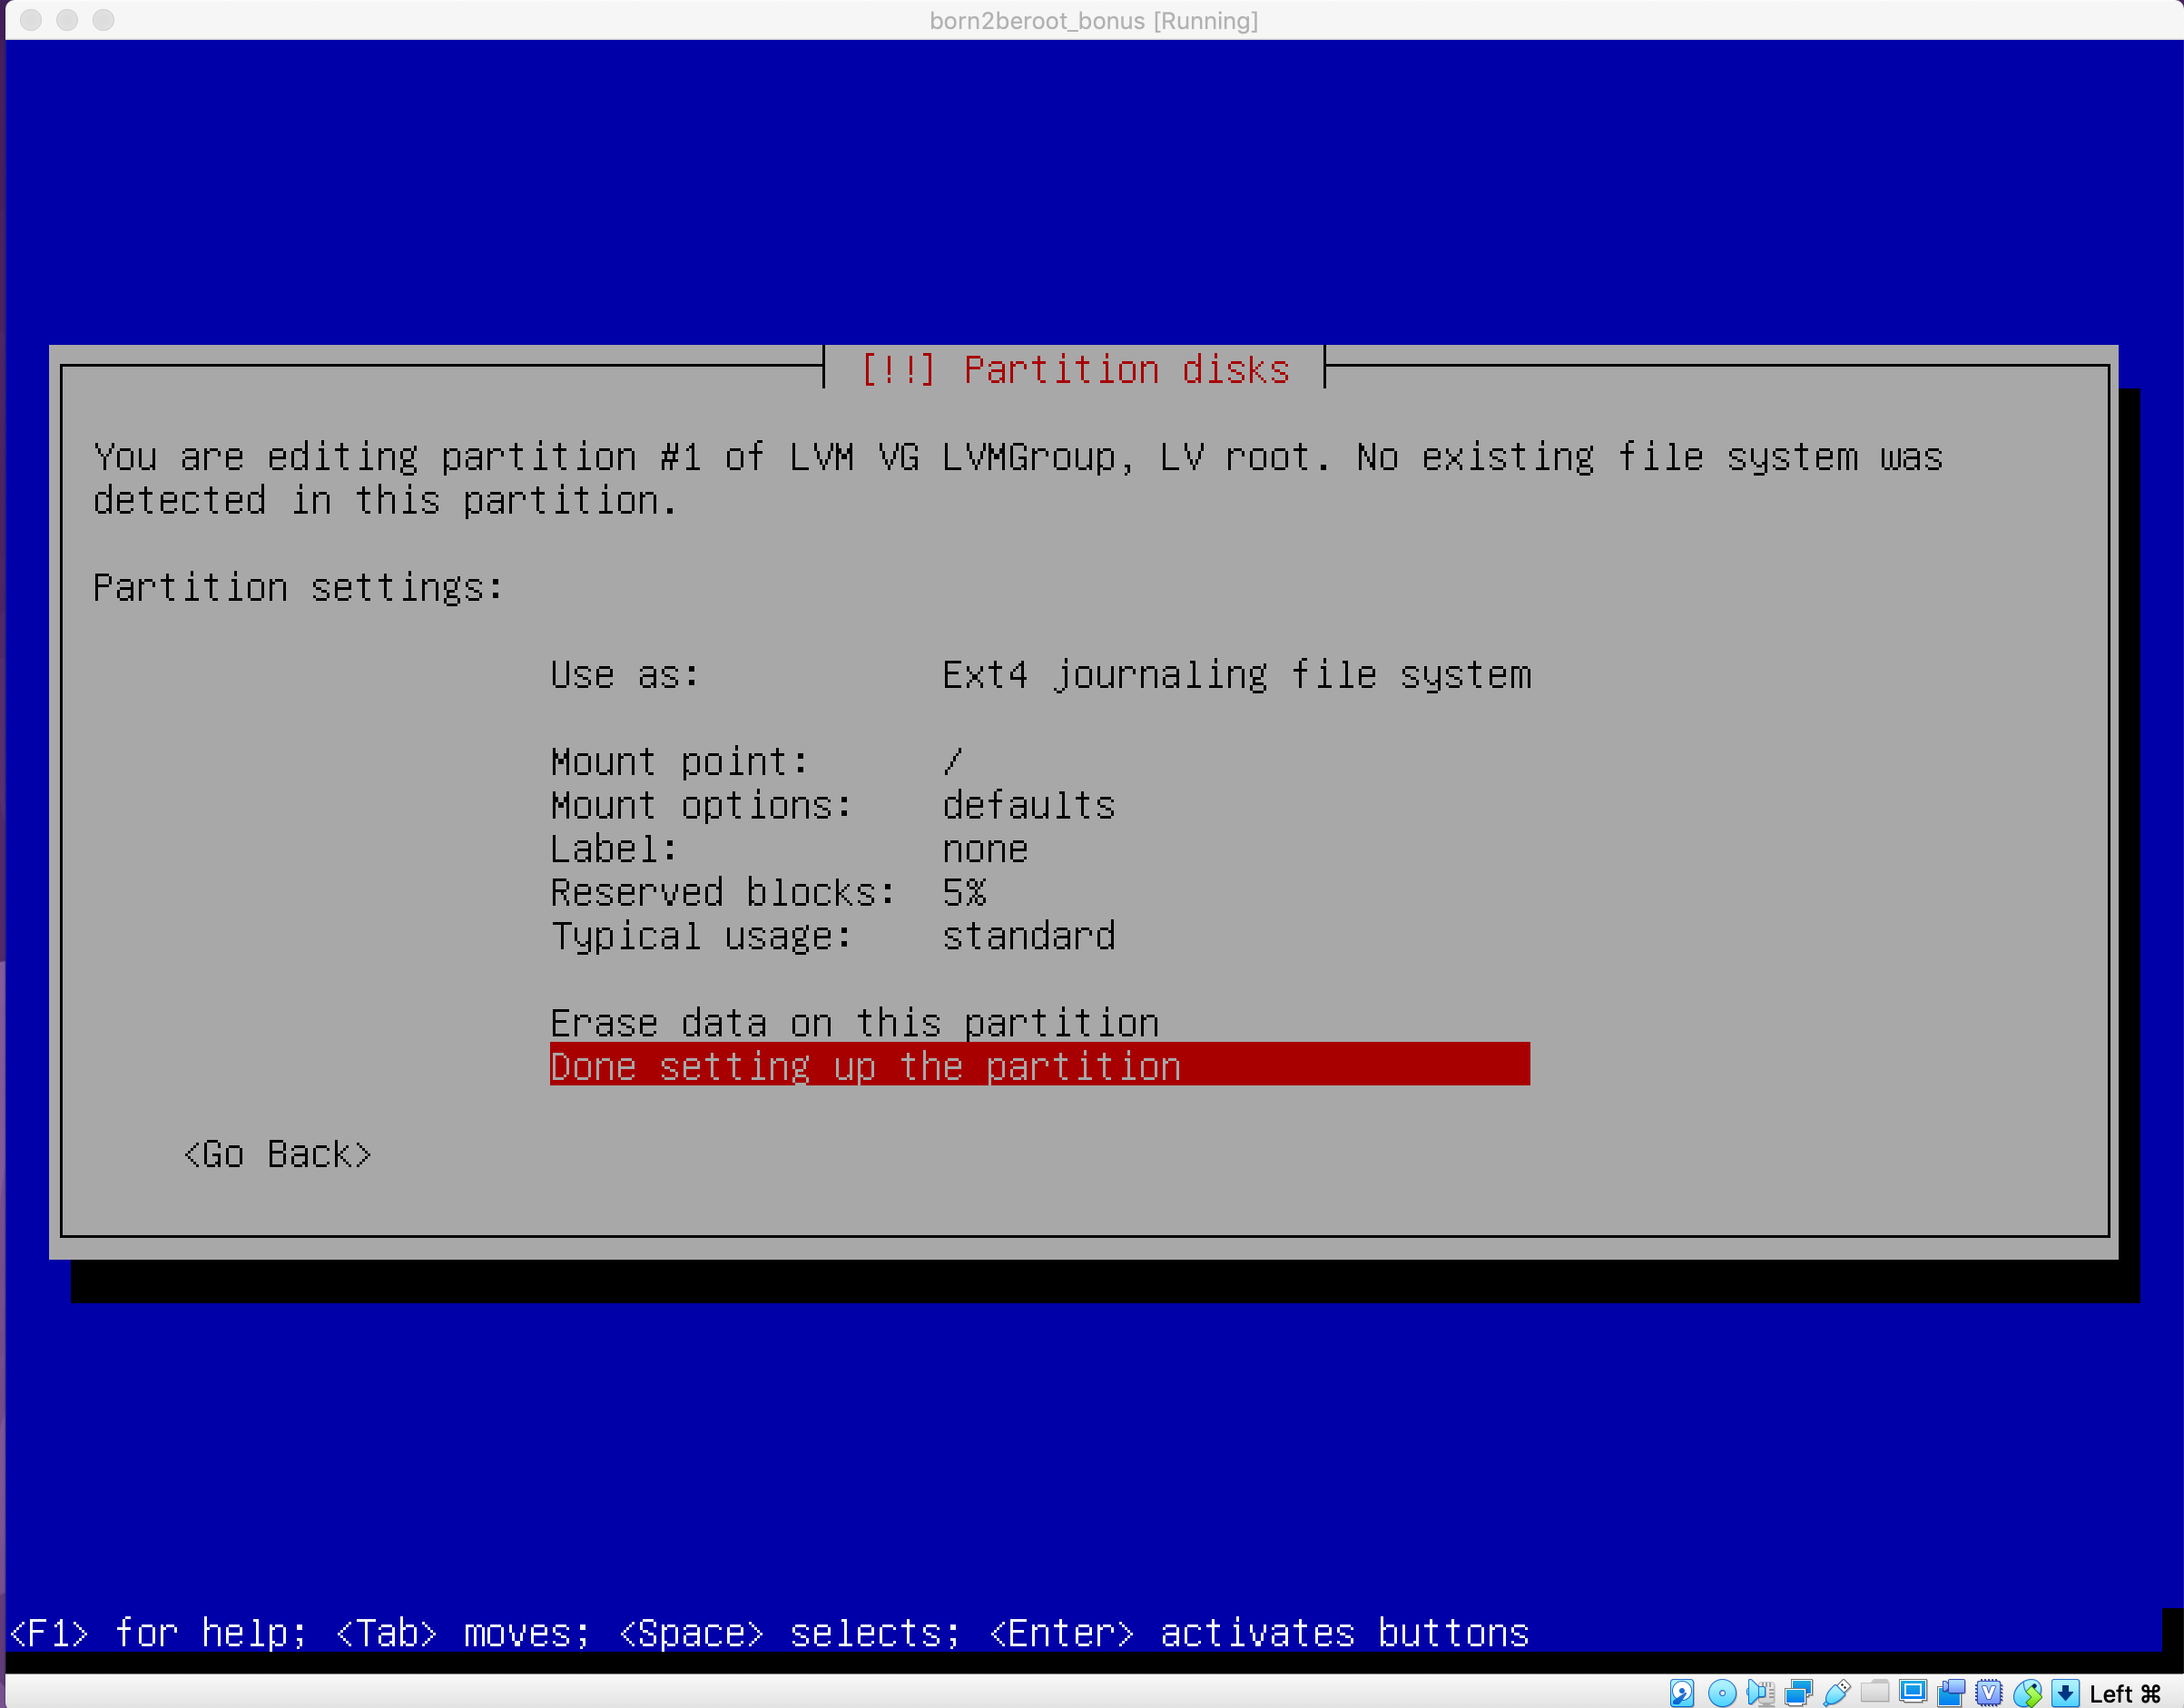 born2beroot_bonus [Running]
[!!] Partition disks
You are editing partition #1 of LVM VG LVMGroup, LV root. No existing file system was
detected in this partition.
Partition settings:
Use as: Ext4 journaling file system
Mount point: /
Mount options: defaults
Label: none
Reserved blocks: 5%
Typical usage: standard
Erase data on this partition
Done setting up the partition
<Go Back>
<F1> for help; <Tab> moves; <Space> selects; <Enter> activates buttons
Left ⌘